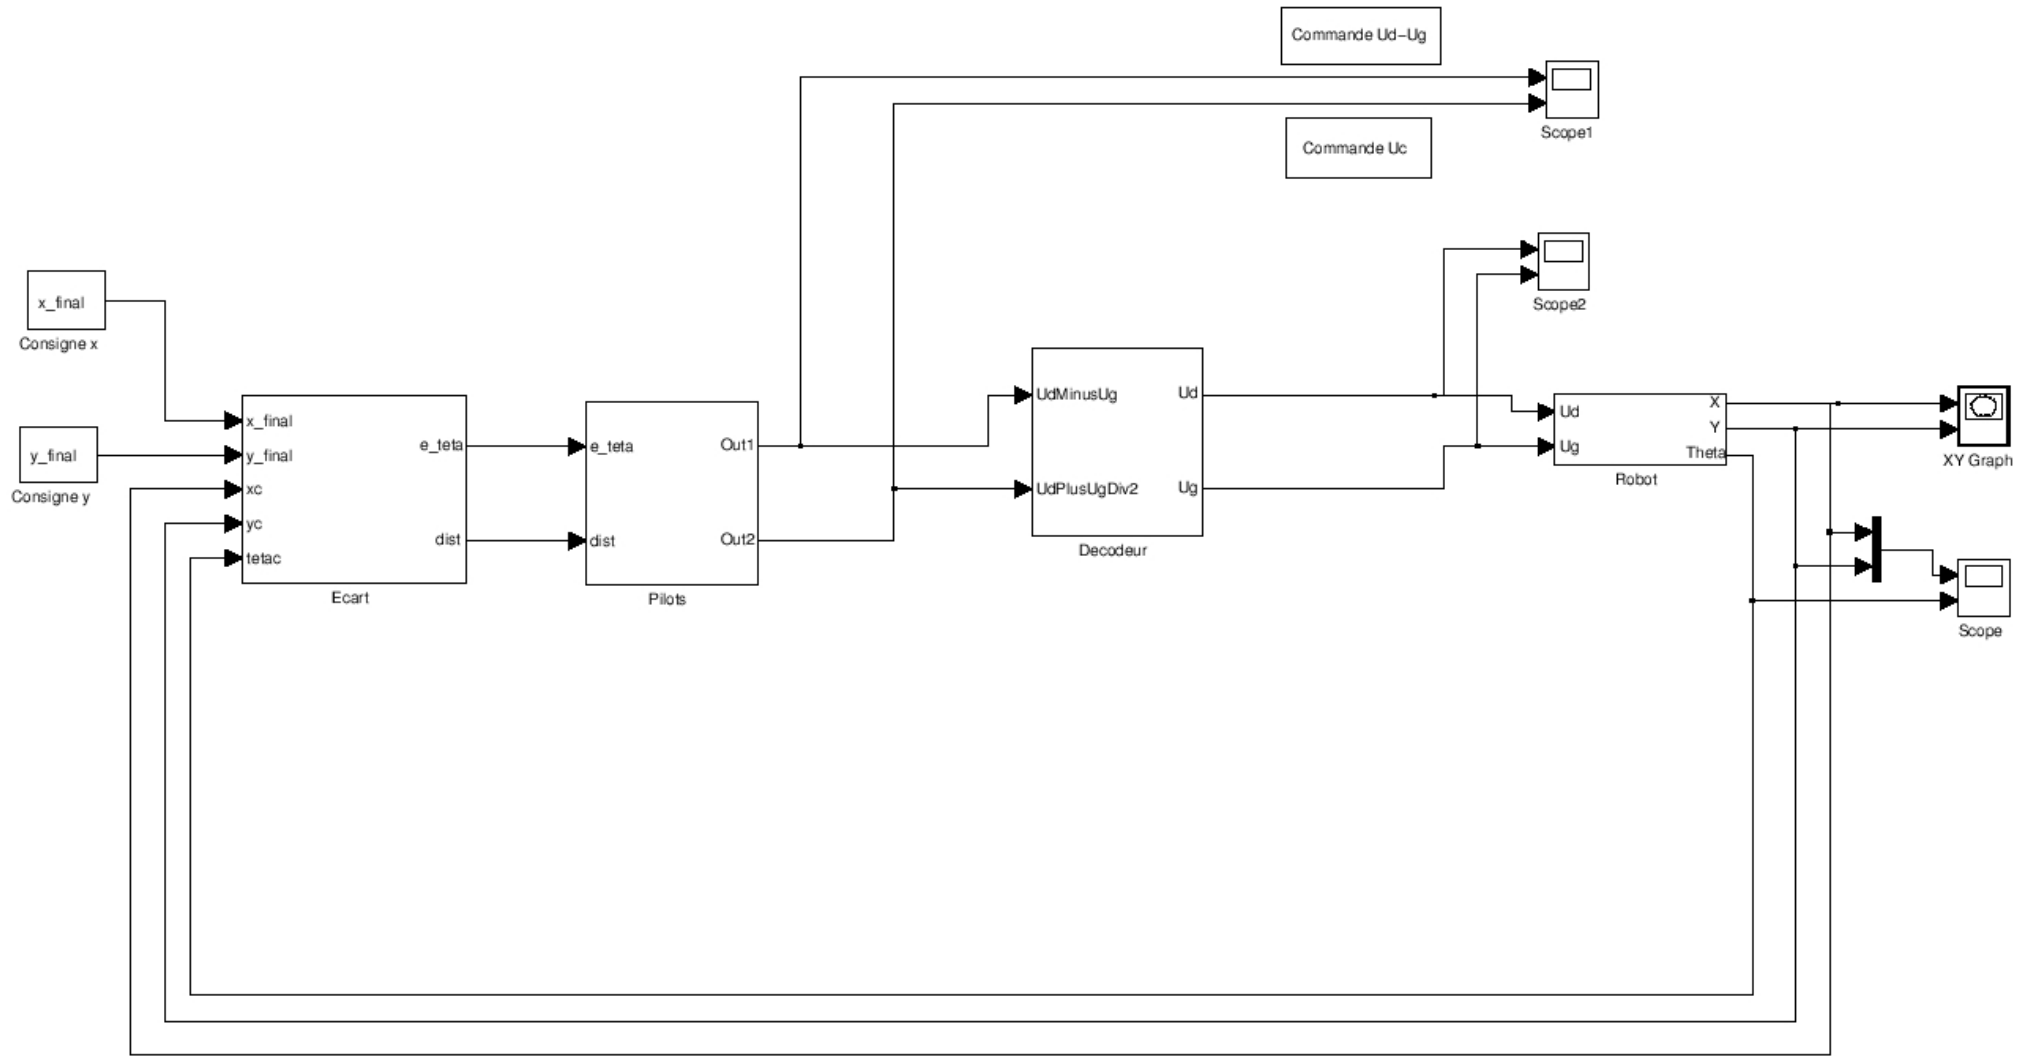 Commande Ud-Ug
Scope1
Commande Uc
Scope2
x_final
Consigne x
y_final
Consigne y
x_final
y_final
xc
yc
tetac
e_teta
dist
Ecart
e_teta
dist
Out1
Out2
Pilots
UdMinusUg
UdPlusUgDiv2
Ud
Ug
Decodeur
Ud
Ug
X
Y
Theta
Robot
XY Graph
Scope